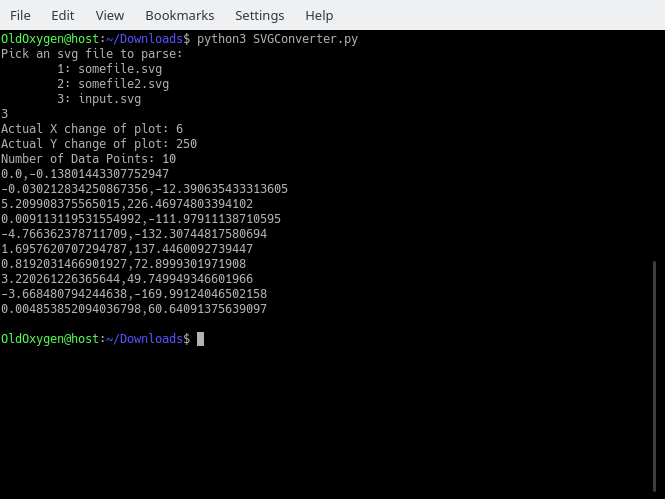 File Edit View Bookmarks Settings Help
OldOxygen@host:~/Downloads$ python3 SVGConverter.py
Pick an svg file to parse:
1: somefile.svg
2: somefile2.svg
3: input.svg
3
Actual X change of plot: 6
Actual Y change of plot: 250
Number of Data Points: 10
0.0,-0.13801443307752947
-0.030212834250867356,-12.390635433313605
5.209908375565015,226.46974803394102
0.009113119531554992,-111.97911138710595
-4.766362378711709,-132.30744817580694
1.6957620707294787,137.4460092739447
0.8192031466901927,72.8999301971908
3.220261226365644,49.749949346601966
-3.668480794244638,-169.99124046502158
0.004853852094036798,60.64091375639097
OldOxygen@host:~/Downloads$